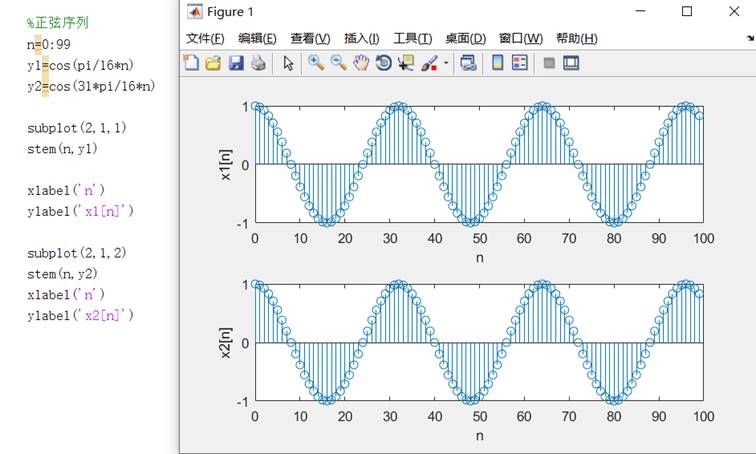 %正弦序列
n=0:99
y1=cos(pi/16*n)
y2=cos(31*pi/16*n)
subplot(2,1,1)
stem(n,y1)
xlabel('n')
ylabel('x1[n]')
subplot(2,1,2)
stem(n,y2)
xlabel('n')
ylabel('x2[n]')
Figure 1
文件(F) 编辑(E) 查看(V) 插入(I) 工具(T) 桌面(D) 窗口(W) 帮助(H)
1
0
-1
x1[n]
0 10 20 30 40 50 60 70 80 90 100
n
1
0
-1
x2[n]
0 10 20 30 40 50 60 70 80 90 100
n